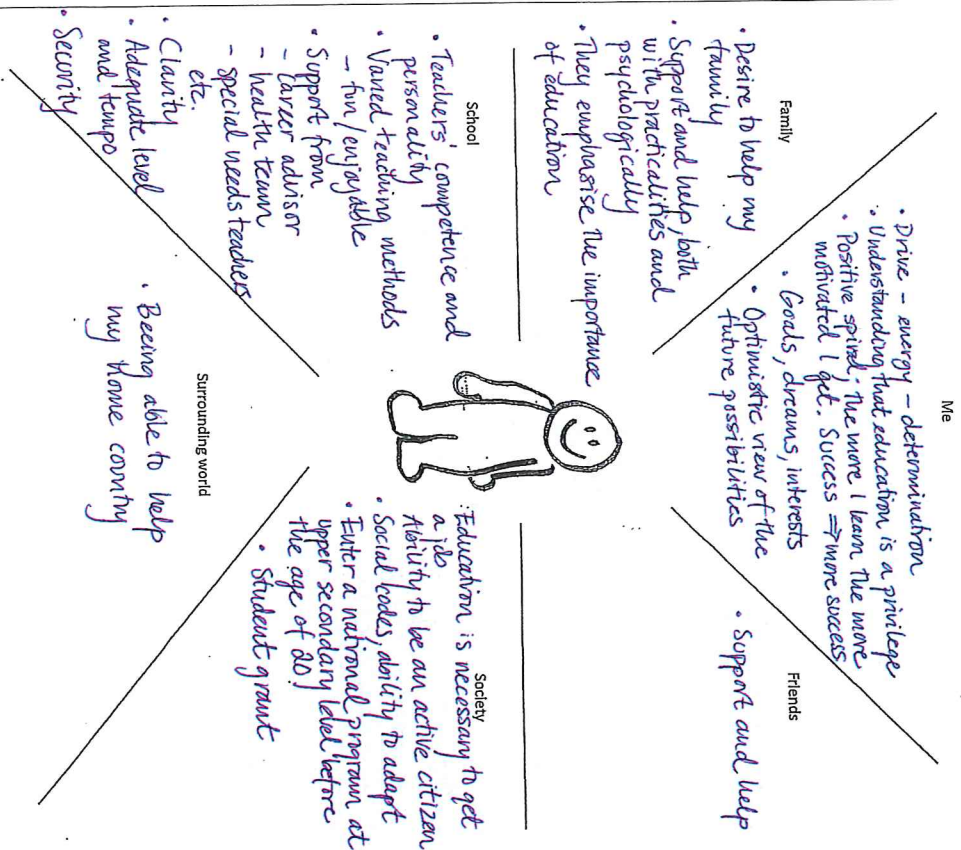 Me
• Drive - energy - determination
• Understanding that education is a privilege
• Positive spiral; the more I learn the more
motivated I get. Success ⇒ more success
• Goals, dreams, interests
• Optimistic view of the
future possibilities
Family
• Desire to help my
family
• Support and help, both
with practicalities and
psychologically
• They emphasise the importance
of education
Friends
• Support and help
School
• Teachers' competence and
personality
• Varied teaching methods
→ fun/enjoyable
• Support from
- career advisor
- health team
- special needs teachers
etc.
• Clarity
• Adequate level
and tempo
• Security
Society
• Education is necessary to get
a job
• Ability to be an active citizen
• Social codes, ability to adapt
• Enter a national program at
upper secondary level before
the age of 20!
• Student grant
Surrounding world
• Beeing able to help
my home country